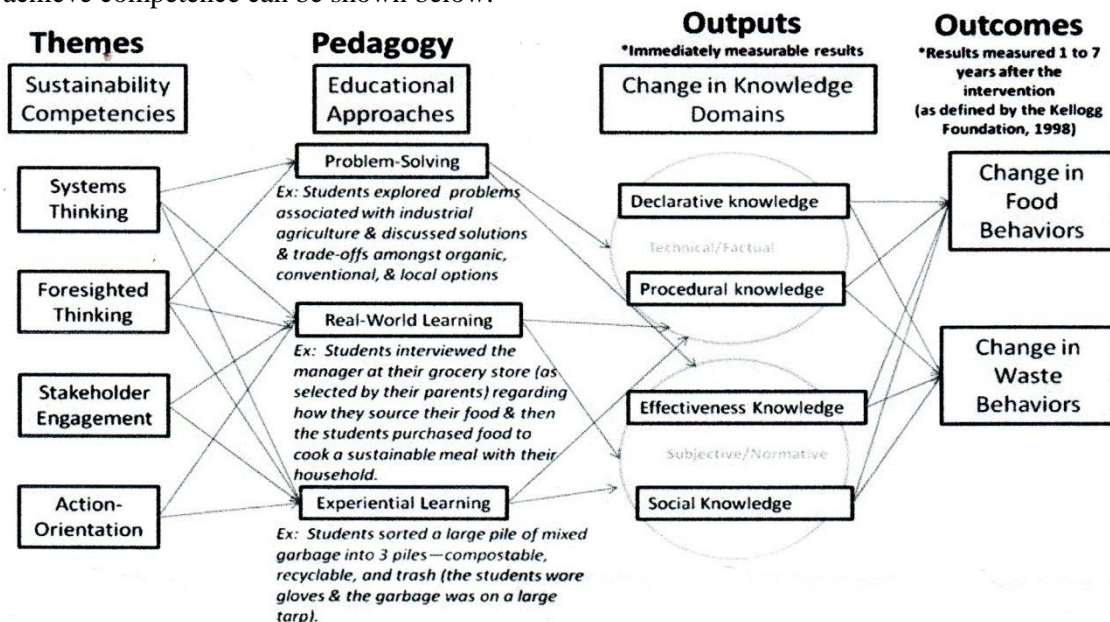 achieve competence can be shown below:
Themes
Sustainability
Competencies
Systems
Thinking
Foresighted
Thinking
Stakeholder
Engagement
Action-
Orientation
Pedagogy
Educational
Approaches
Problem-Solving
Ex: Students explored problems
associated with industrial
agriculture & discussed solutions
& trade-offs amongst organic,
conventional, & local options
Real-World Learning
Ex: Students interviewed the
manager at their grocery store (as
selected by their parents) regarding
how they source their food & then
the students purchased food to
cook a sustainable meal with their
household.
Experiential Learning
Ex: Students sorted a large pile of mixed
garbage into 3 piles—compostable,
recyclable, and trash (the students wore
gloves & the garbage was on a large
tarp).
Outputs
*Immediately measurable results
Change in Knowledge
Domains
Declarative knowledge
Technical/Factual
Procedural knowledge
Effectiveness Knowledge
Subjective/Normative
Social Knowledge
Outcomes
*Results measured 1 to 7
years after the
intervention
(as defined by the Kellogg
Foundation, 1998)
Change in
Food
Behaviors
Change in
Waste
Behaviors